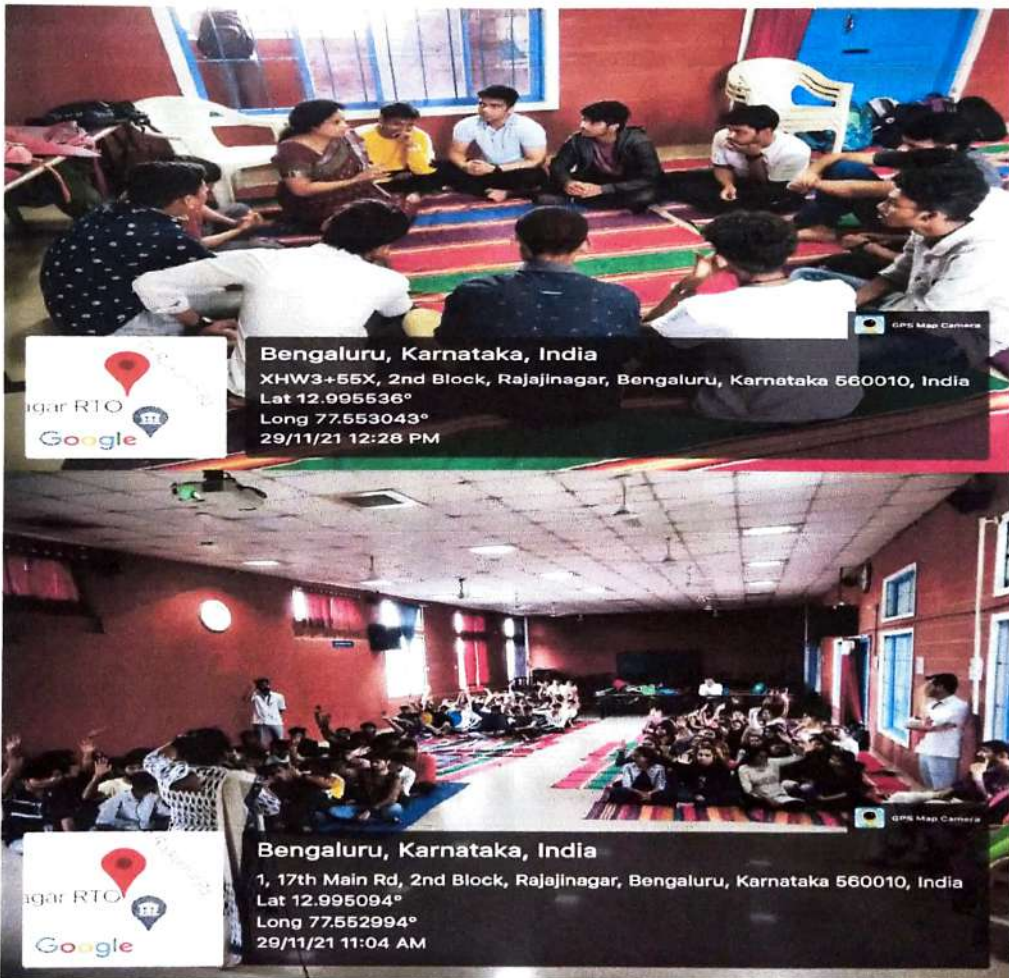 GPS Map Camera
Bengaluru, Karnataka, India
XHW3+55X, 2nd Block, Rajajinagar, Bengaluru, Karnataka 560010, India
Lat 12.995536°
Long 77.553043°
29/11/21 12:28 PM
agar RTO
Google
GPS Map Camera
Bengaluru, Karnataka, India
1, 17th Main Rd, 2nd Block, Rajajinagar, Bengaluru, Karnataka 560010, India
Lat 12.995094°
Long 77.552994°
29/11/21 11:04 AM
agar RTO
Google